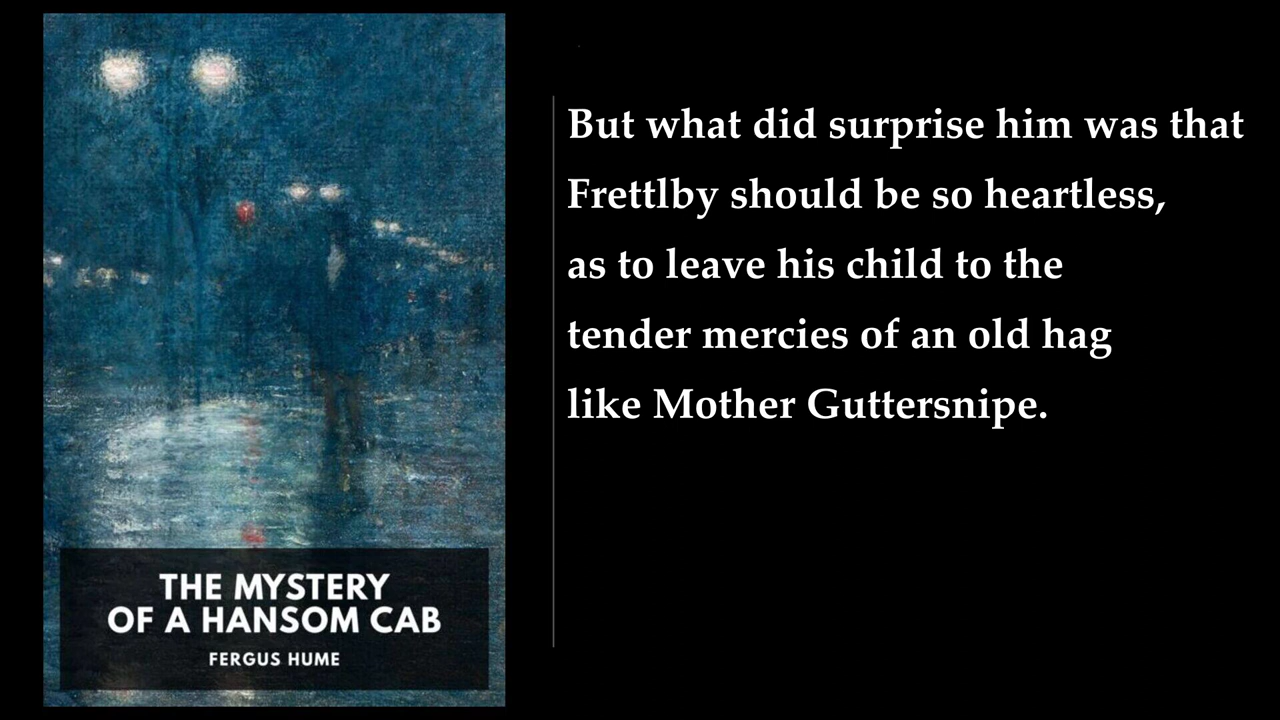 But what did surprise him was that
Frettlby should be so heartless,
as to leave his child to the
tender mercies of an old hag
like Mother Guttersnipe.
THE MYSTERY
OF A HANSOM CAB
FERGUS HUME